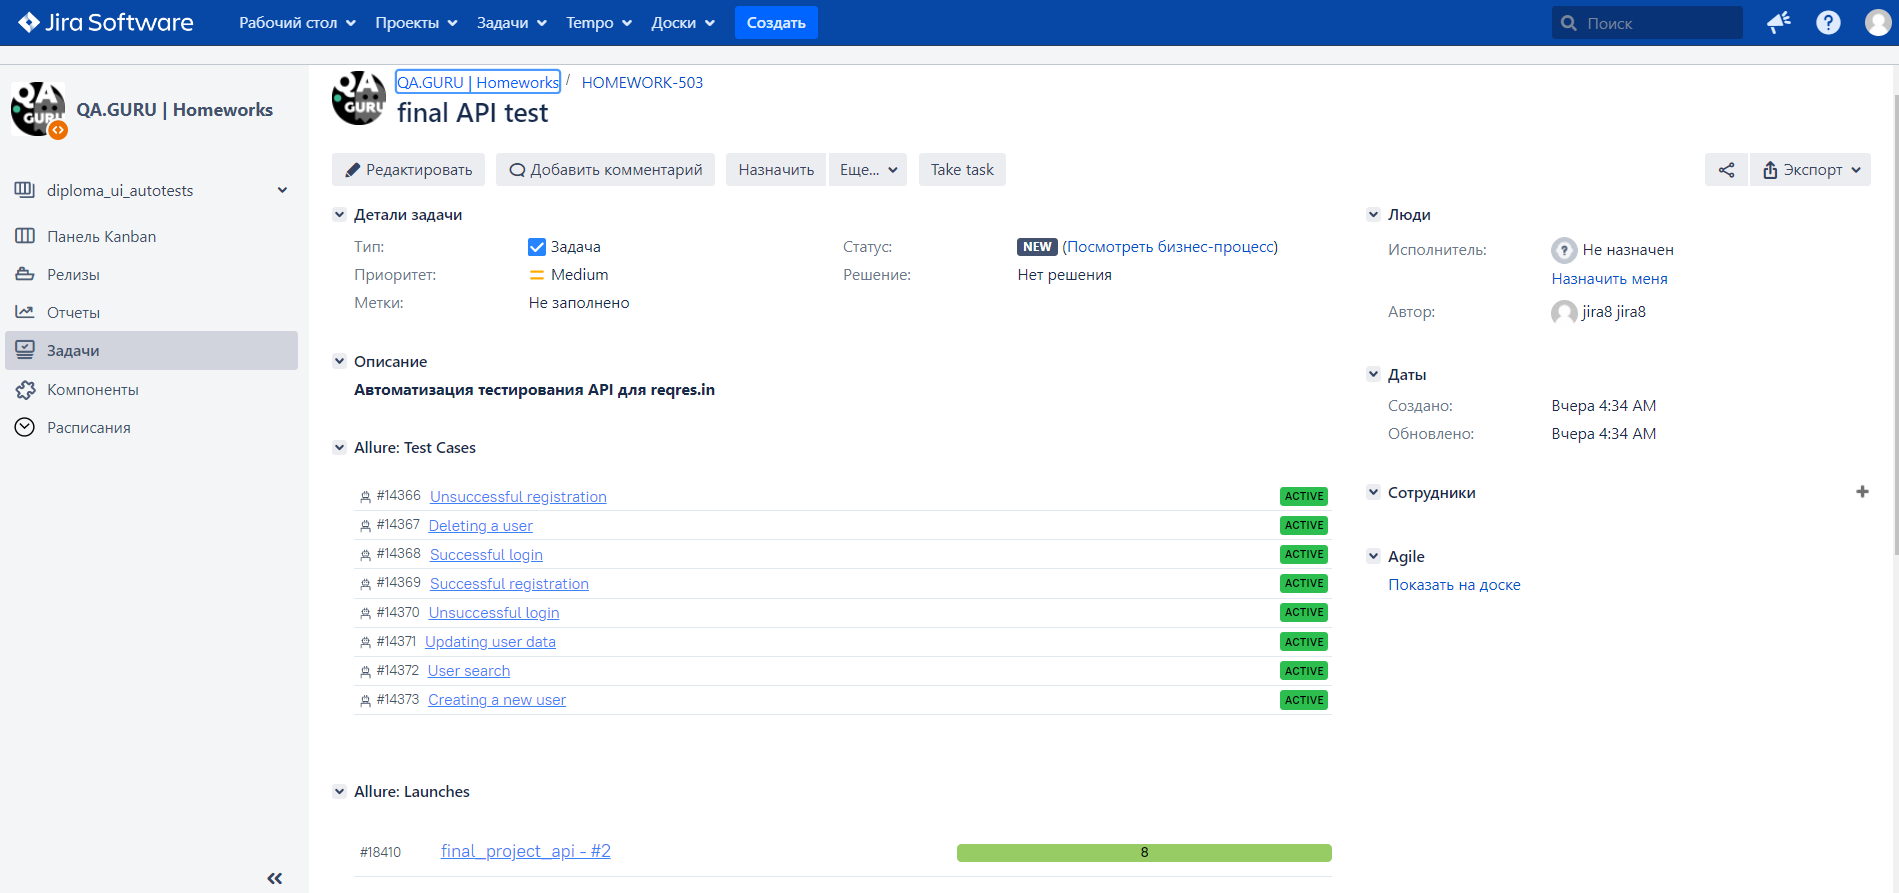 Jira Software Рабочий стол Проекты Задачи Tempo Доски Создать Поиск
QA.GURU | Homeworks
diploma_ui_autotests
Панель Kanban
Релизы
Отчеты
Задачи
Компоненты
Расписания
QA.GURU | Homeworks / HOMEWORK-503
final API test
Редактировать Добавить комментарий Назначить Еще... Take task Экспорт
Детали задачи
Тип: Задача Статус: NEW (Посмотреть бизнес-процесс)
Приоритет: Medium Решение: Нет решения
Метки: Не заполнено
Описание
Автоматизация тестирования API для reqres.in
Allure: Test Cases
#14366 Unsuccessful registration ACTIVE
#14367 Deleting a user ACTIVE
#14368 Successful login ACTIVE
#14369 Successful registration ACTIVE
#14370 Unsuccessful login ACTIVE
#14371 Updating user data ACTIVE
#14372 User search ACTIVE
#14373 Creating a new user ACTIVE
Allure: Launches
#18410 final_project_api - #2 8
Люди
Исполнитель: Не назначен
Назначить меня
Автор: jira8 jira8
Даты
Создано: Вчера 4:34 AM
Обновлено: Вчера 4:34 AM
Сотрудники
Agile
Показать на доске